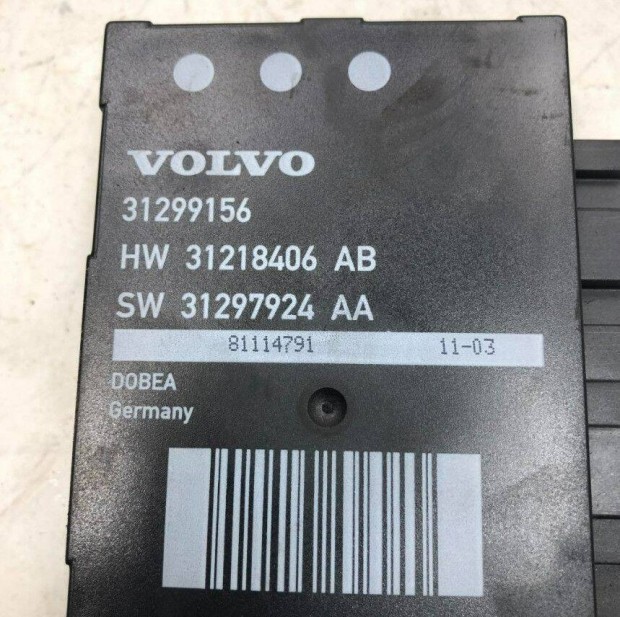 VOLVO
31299156
HW 31218406 AB
SW 31297924 AA
81114791 11-03
DOBEA
Germany